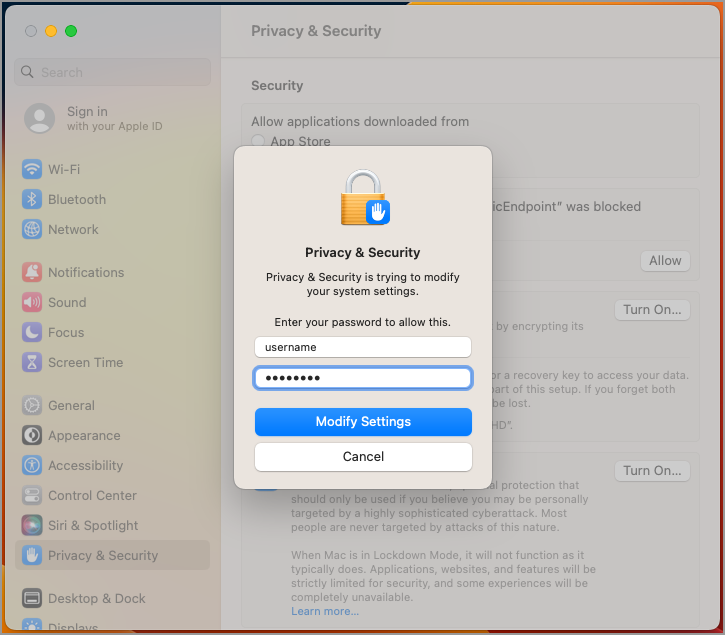 Privacy & Security
Search
Sign in
with your Apple ID
Wi-Fi
Bluetooth
Network
Notifications
Sound
Focus
Screen Time
General
Appearance
Accessibility
Control Center
Siri & Spotlight
Privacy & Security
Desktop & Dock
Displays
Security
Allow applications downloaded from
App Store
icEndpoint” was blocked
Allow
Turn On...
by encrypting its
or a recovery key to access your data.
art of this setup. If you forget both
be lost.
HD”.
Turn On...
al protection that
should only be used if you believe you may be personally
targeted by a highly sophisticated cyberattack. Most
people are never targeted by attacks of this nature.
When Mac is in Lockdown Mode, it will not function as it
typically does. Applications, websites, and features will be
strictly limited for security, and some experiences will be
completely unavailable.
Learn more...
Privacy & Security
Privacy & Security is trying to modify
your system settings.
Enter your password to allow this.
username
••••••••
Modify Settings
Cancel